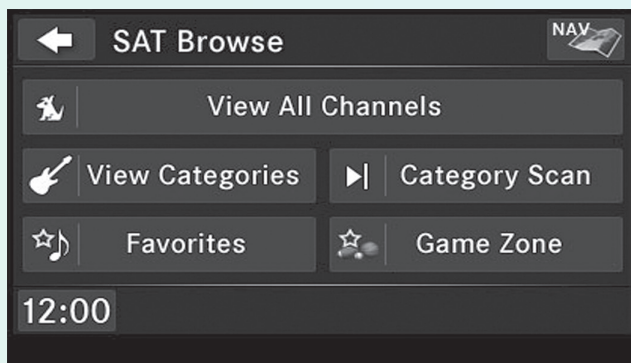 SAT Browse
NAV
View All Channels
View Categories
Category Scan
Favorites
Game Zone
12:00